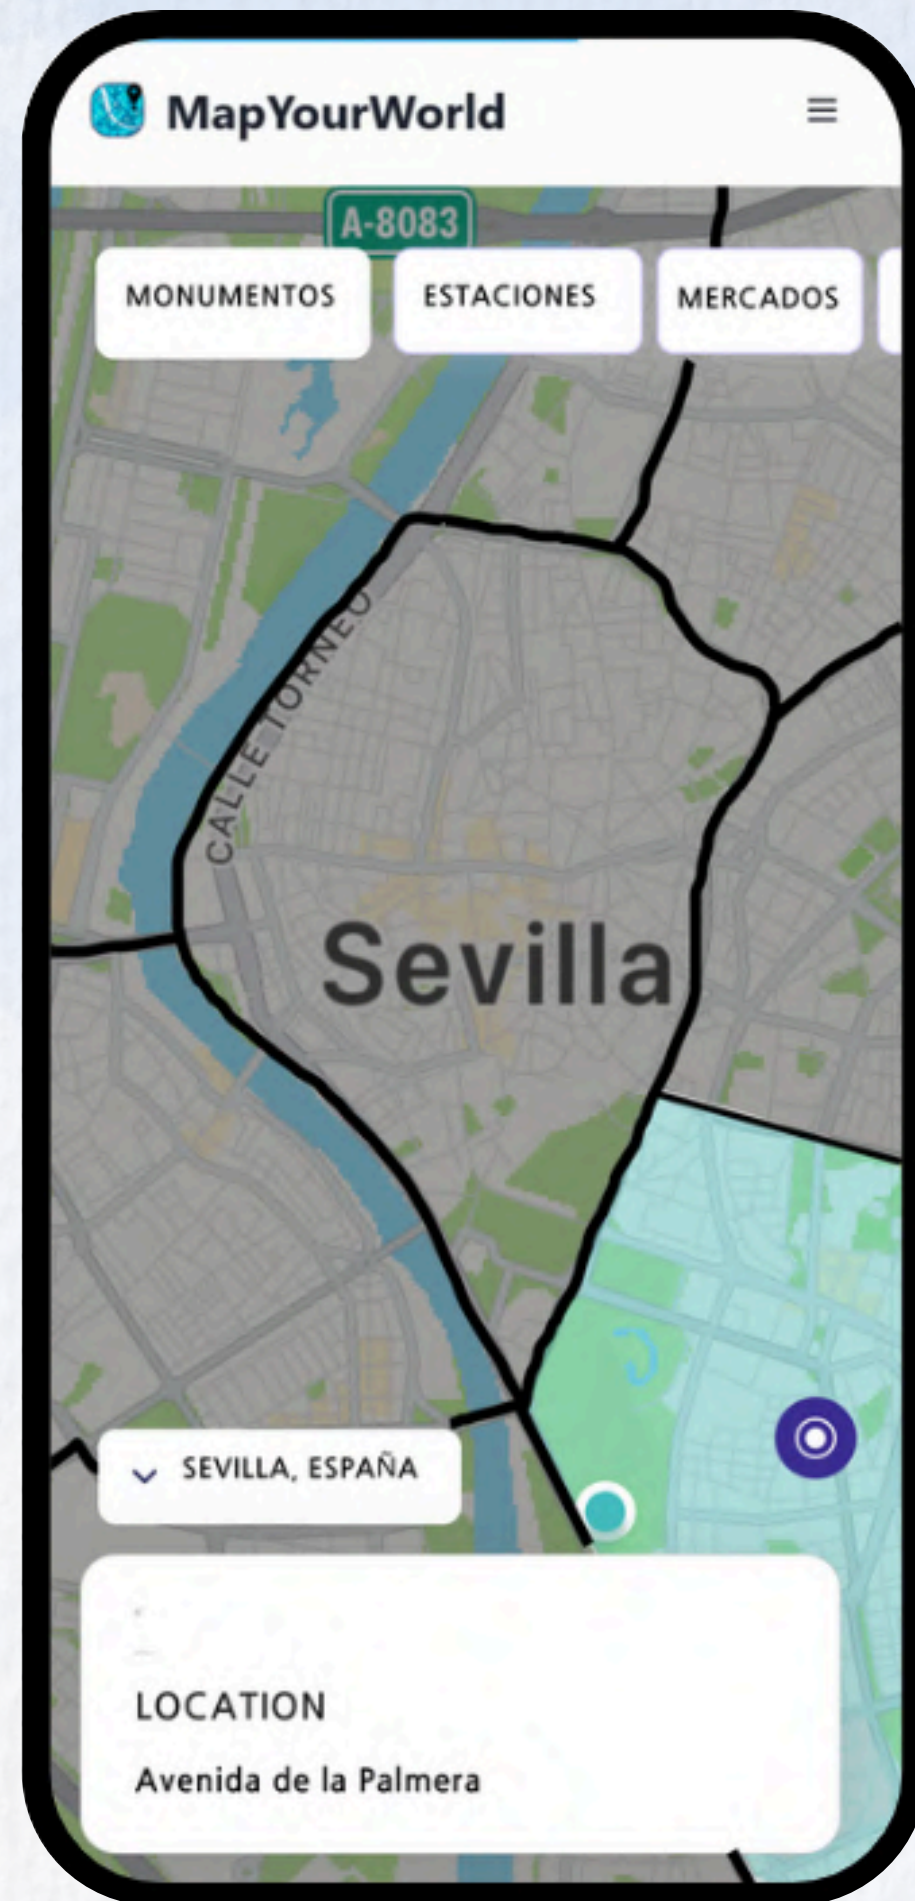 MapYourWorld
A-8083
MONUMENTOS
ESTACIONES
MERCADOS
CALLE TORNEO
Sevilla
SEVILLA, ESPAÑA
LOCATION
Avenida de la Palmera